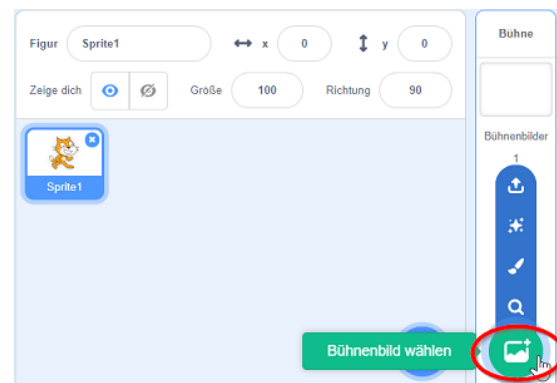 Figur Sprite1 x 0 y 0
Zeige dich Größe 100 Richtung 90
Sprite1
Bühne
Bühnenbilder
1
Bühnenbild wählen